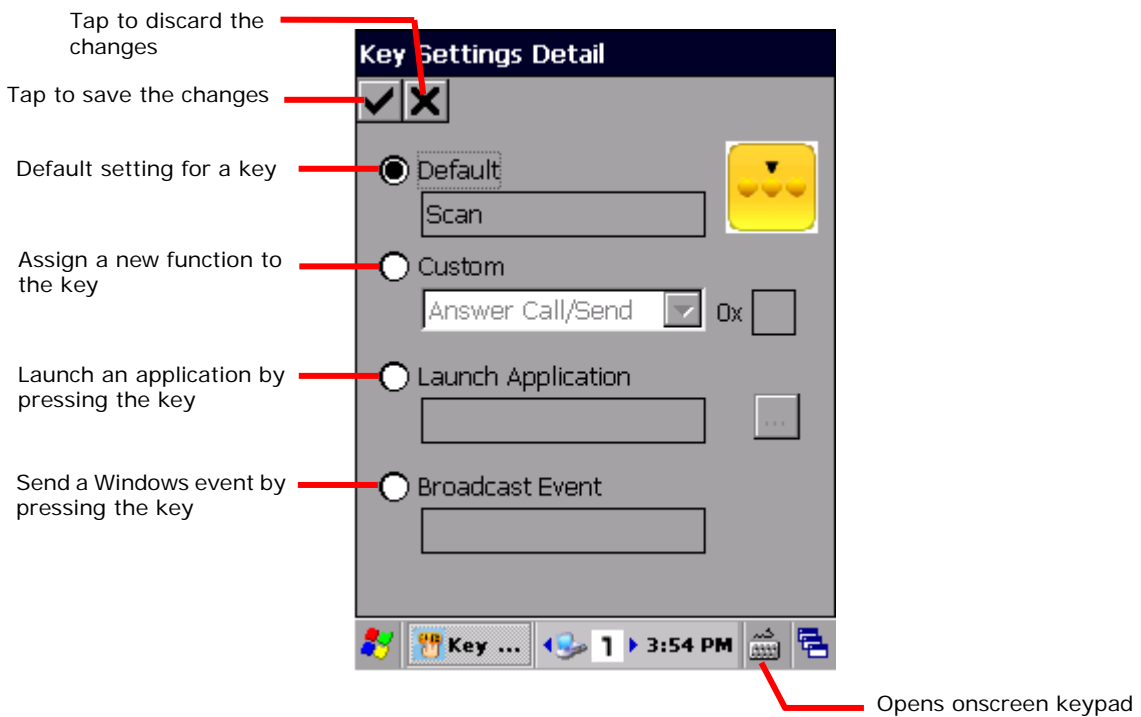 Tap to discard the
changes
Key Settings Detail
Tap to save the changes
Default setting for a key
Default
Scan
Assign a new function to
the key
Custom
Answer Call/Send
0x
Launch an application by
pressing the key
Launch Application
...
Send a Windows event by
pressing the key
Broadcast Event
Key ...
1
3:54 PM
Opens onscreen keypad